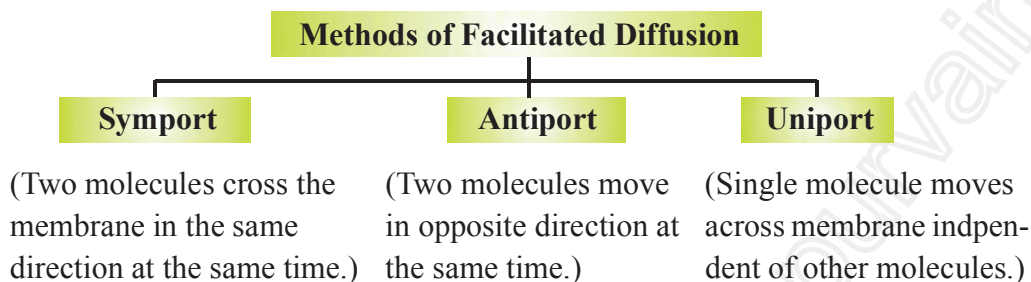 Methods of Facilitated Diffusion
Symport
Antiport
Uniport
(Two molecules cross the
membrane in the same
direction at the same time.)
(Two molecules move
in opposite direction at
the same time.)
(Single molecule moves
across membrane indpen-
dent of other molecules.)